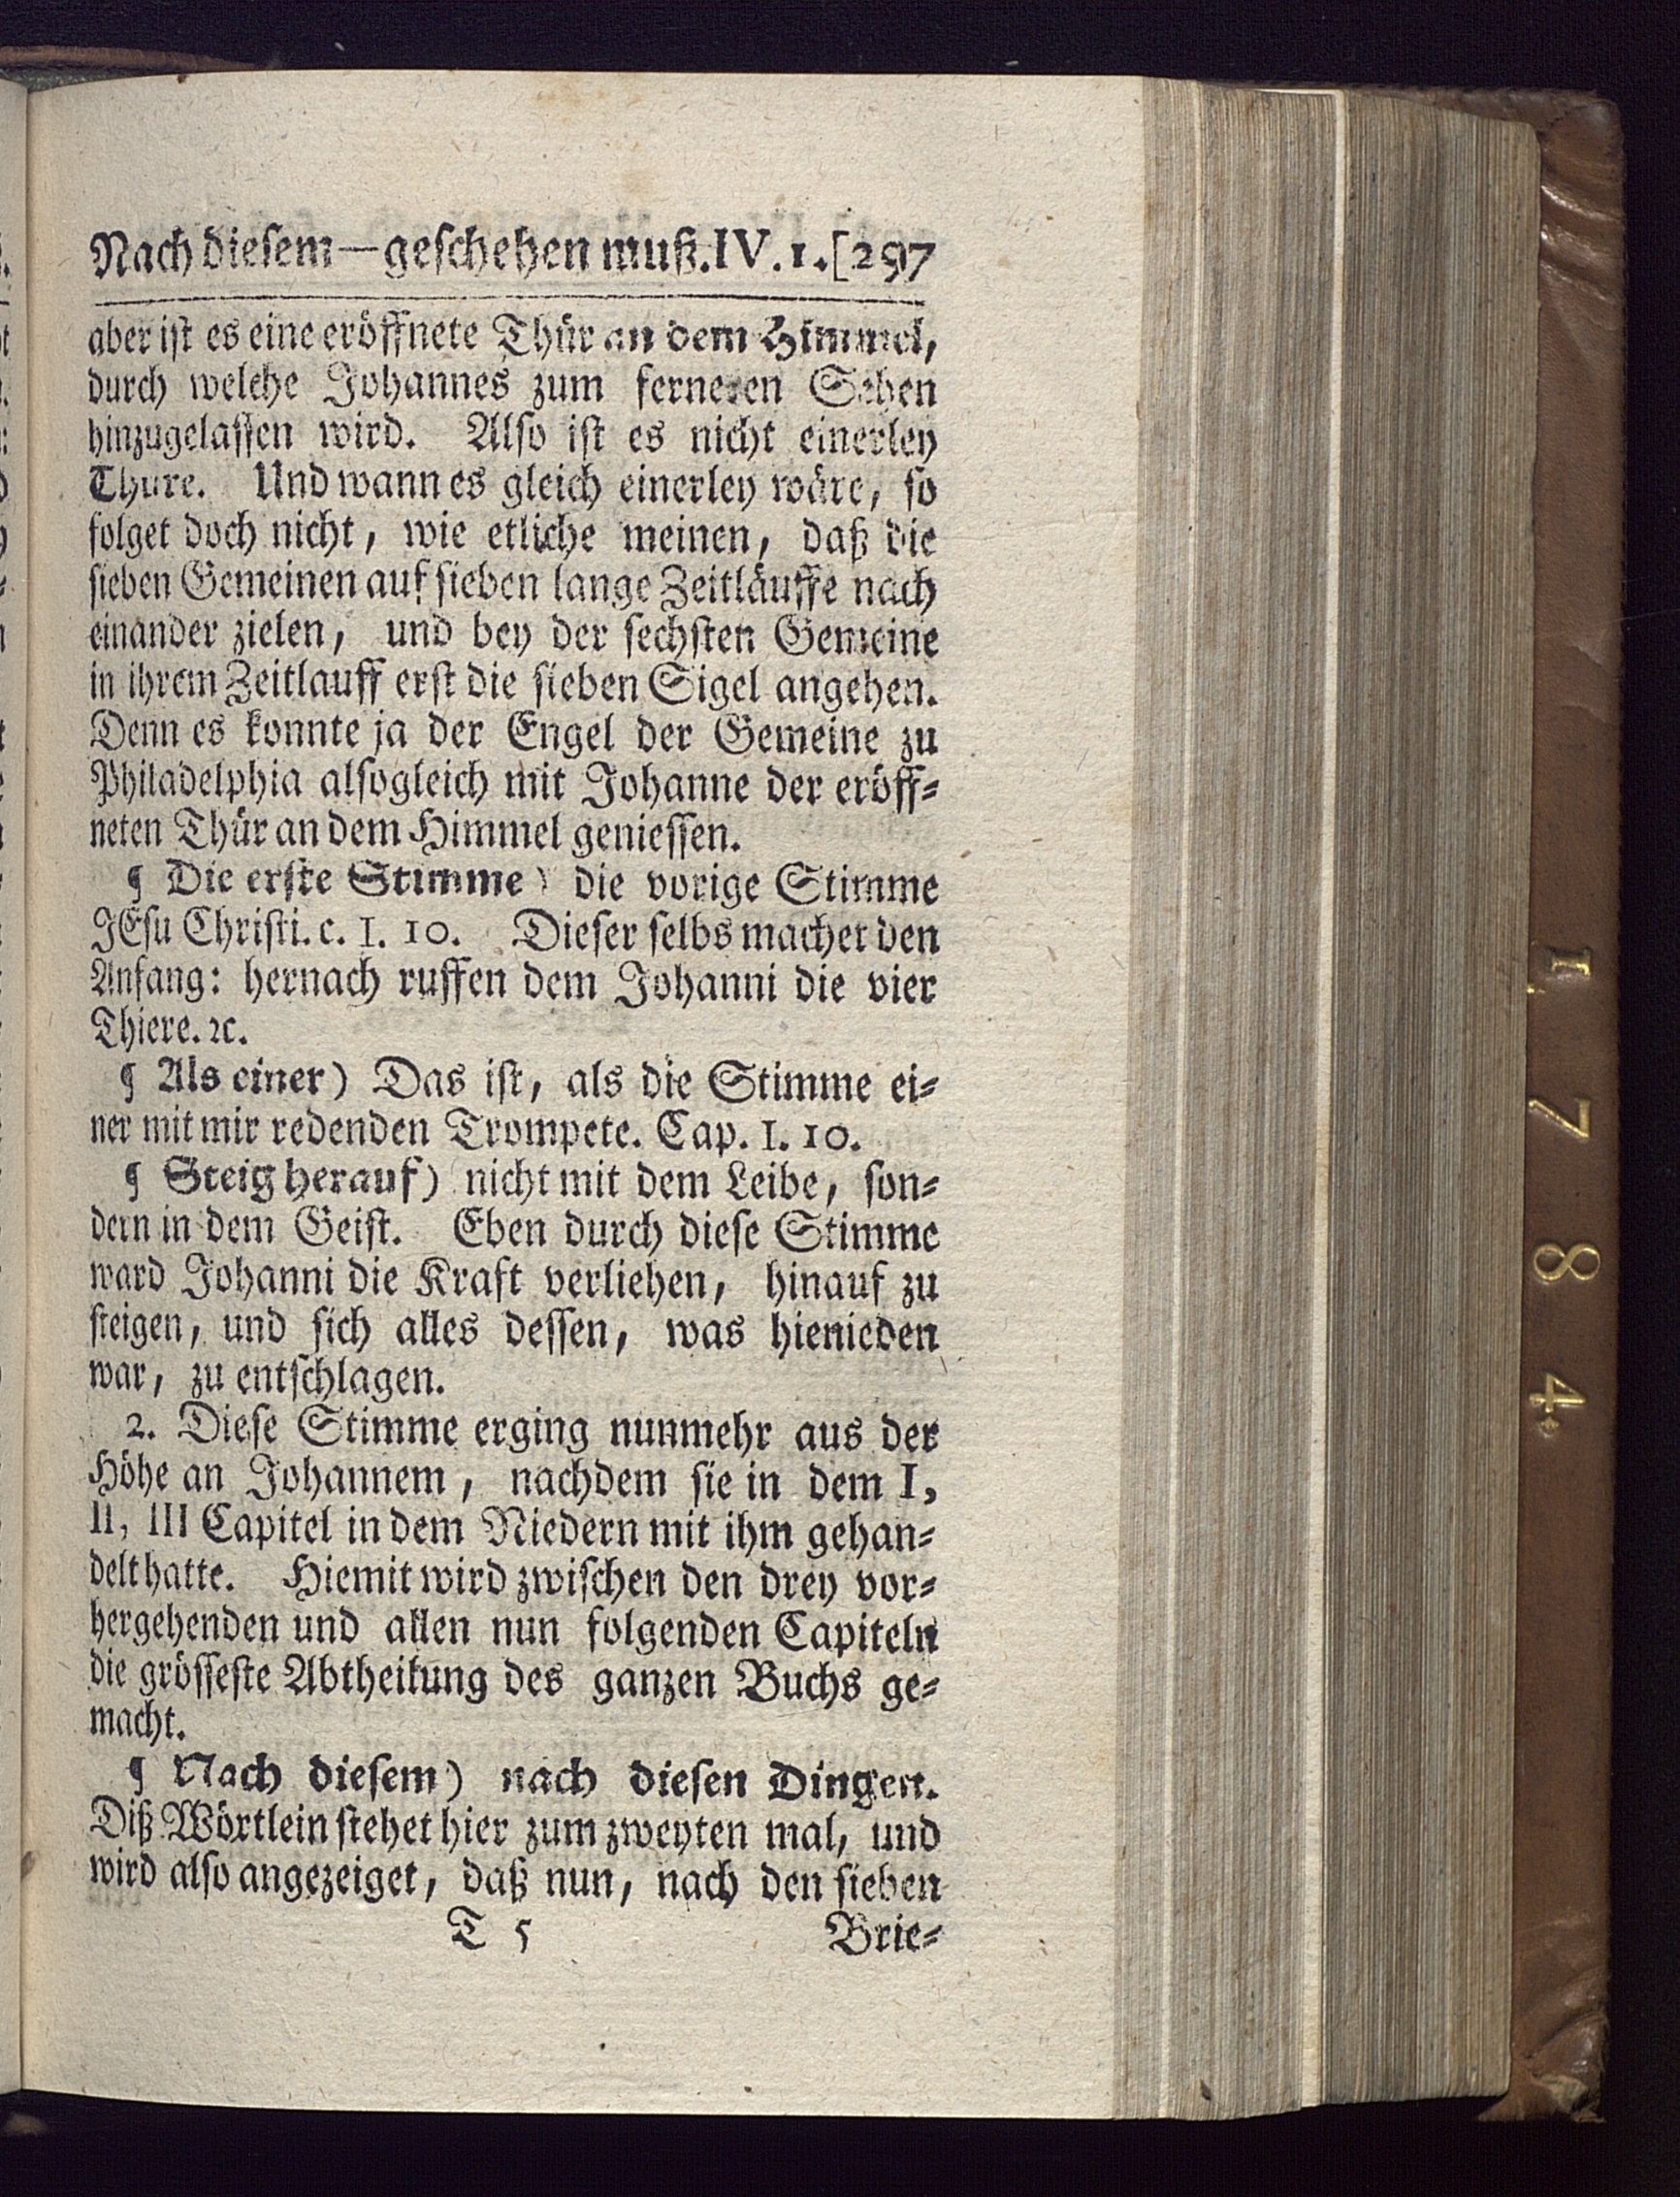 Nach diesem—geschehen muß. IV. 1. [297
aber ist es eine eröffnete Thür an dem Himmel,
durch welche Johannes zum ferneren Sehen
hinzugelassen wird. Also ist es nicht einerley
Thüre. Und wann es gleich einerley wäre, so
folget doch nicht, wie etliche meinen, daß die
sieben Gemeinen auf sieben lange Zeitläuffe nach
einander zielen, und bey der sechsten Gemeine
in ihrem Zeitlauff erst die sieben Sigel angehen.
Denn es konnte ja der Engel der Gemeine zu
Philadelphia alsogleich mit Johanne der eröff-
neten Thür an dem Himmel geniessen.
¶ Die erste Stimme) die vorige Stimme
JEsu Christi. c. I. 10. Dieser selbs machet den
Anfang: hernach ruffen dem Johanni die vier
Thiere. ꝛc.
¶ Als einer) Das ist, als die Stimme ei-
ner mit mir redenden Trompete. Cap. I. 10.
¶ Steig herauf) nicht mit dem Leibe, son-
dern in dem Geist. Eben durch diese Stimme
ward Johanni die Kraft verliehen, hinauf zu
steigen, und sich alles dessen, was hienieden
war, zu entschlagen.
2. Diese Stimme erging nunmehr aus der
Höhe an Johannem, nachdem sie in dem I,
II, III Capitel in dem Niedern mit ihm gehan-
delt hatte. Hiemit wird zwischen den drey vor-
hergehenden und allen nun folgenden Capiteln
die grösseste Abtheilung des ganzen Buchs ge-
macht.
¶ Nach diesem) nach diesen Dingen.
Diß Wörtlein stehet hier zum zweyten mal, und
wird also angezeiget, daß nun, nach den sieben
T 5 Brie-
1784